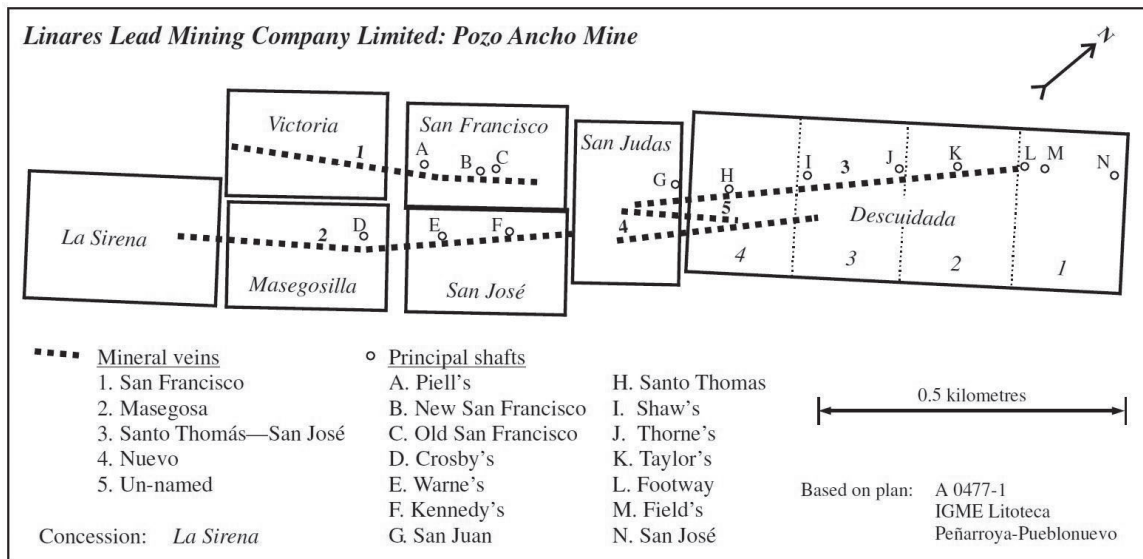 Linares Lead Mining Company Limited: Pozo Ancho Mine
N
Victoria
San Francisco
San Judas
1
A
B
C
G
H
I
J
3
K
L
M
N
5
4
Descuidada
La Sirena
2
D
E
F
Masegosilla
San José
4
3
2
1
Mineral veins
1. San Francisco
2. Masegosa
3. Santo Thomás—San José
4. Nuevo
5. Un-named
Concession: La Sirena
Principal shafts
A. Piell's
B. New San Francisco
C. Old San Francisco
D. Crosby's
E. Warne's
F. Kennedy's
G. San Juan
H. Santo Thomas
I. Shaw's
J. Thorne's
K. Taylor's
L. Footway
M. Field's
N. San José
0.5 kilometres
Based on plan: A 0477-1
IGME Litoteca
Peñarroya-Pueblonuevo